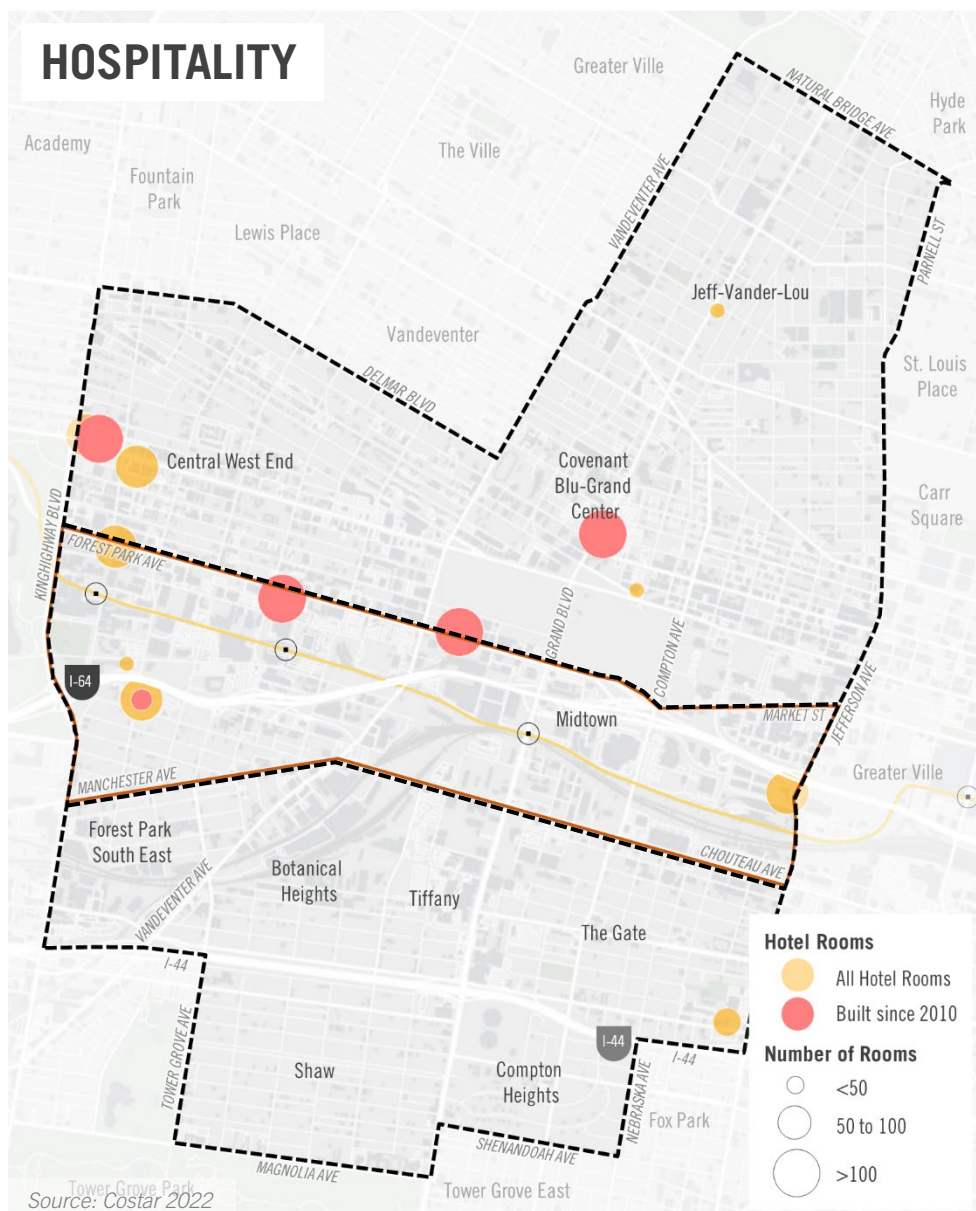 HOSPITALITY
Greater Ville
NATURAL BRIDGE AVE
Hyde
Park
Academy
The Ville
Fountain
Park
VANDEVENTER AVE
Lewis Place
PARNELL ST
Jeff-Vander-Lou
Vandeventer
St. Louis
Place
DELMAR BLVD
Central West End
Covenant
Blu-Grand
Center
Carr
Square
KINGHIGHWAY BLVD
FOREST PARK AVE
GRAND BLVD
COMPTON AVE
I-64
Midtown
MARKET ST
JEFFERSON AVE
Greater Ville
MANCHESTER AVE
Forest Park
South East
CHOUTEAU AVE
Botanical
Heights
VANDEVENTER AVE
Tiffany
The Gate
I-44
Hotel Rooms
All Hotel Rooms
Built since 2010
Number of Rooms
<50
50 to 100
>100
TOWER GROVE AVE
Shaw
Compton
Heights
I-44
I-44
NEBRASKA AVE
Fox Park
SHENANDOAH AVE
MAGNOLIA AVE
Tower Grove Park
Tower Grove East
Source: Costar 2022